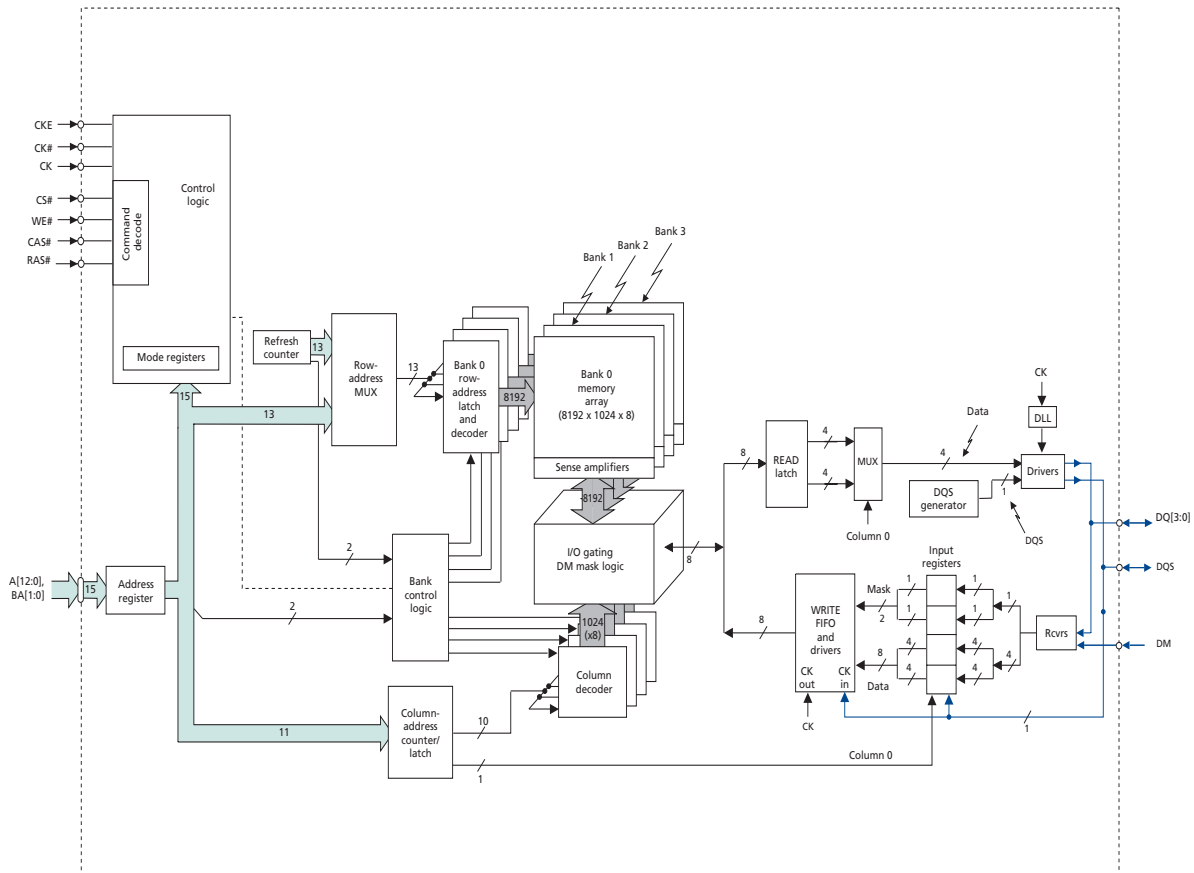 CKE
CK#
CK
CS#
WE#
CAS#
RAS#
Control
logic
Command
decode
Mode registers
Refresh
counter
13
15
13
Row-
address
MUX
13
Bank 0
row-
address
latch
and
decoder
8192
Bank 1
Bank 2
Bank 3
Bank 0
memory
array
(8192 x 1024 x 8)
Sense amplifiers
8192
I/O gating
DM mask logic
8
8
READ
latch
4
4
MUX
Column 0
4
Data
DQS
generator
1
DQS
CK
DLL
Drivers
DQ[3:0]
DQS
DM
A[12:0],
BA[1:0]
15
Address
register
2
2
Bank
control
logic
1024
(x8)
Column
decoder
11
Column-
address
counter/
latch
10
1
Column 0
8
WRITE
FIFO
and
drivers
CK
out
CK
in
CK
Mask
2
8
Data
Input
registers
1
1
4
4
1
1
4
4
1
4
Rcvrs
1